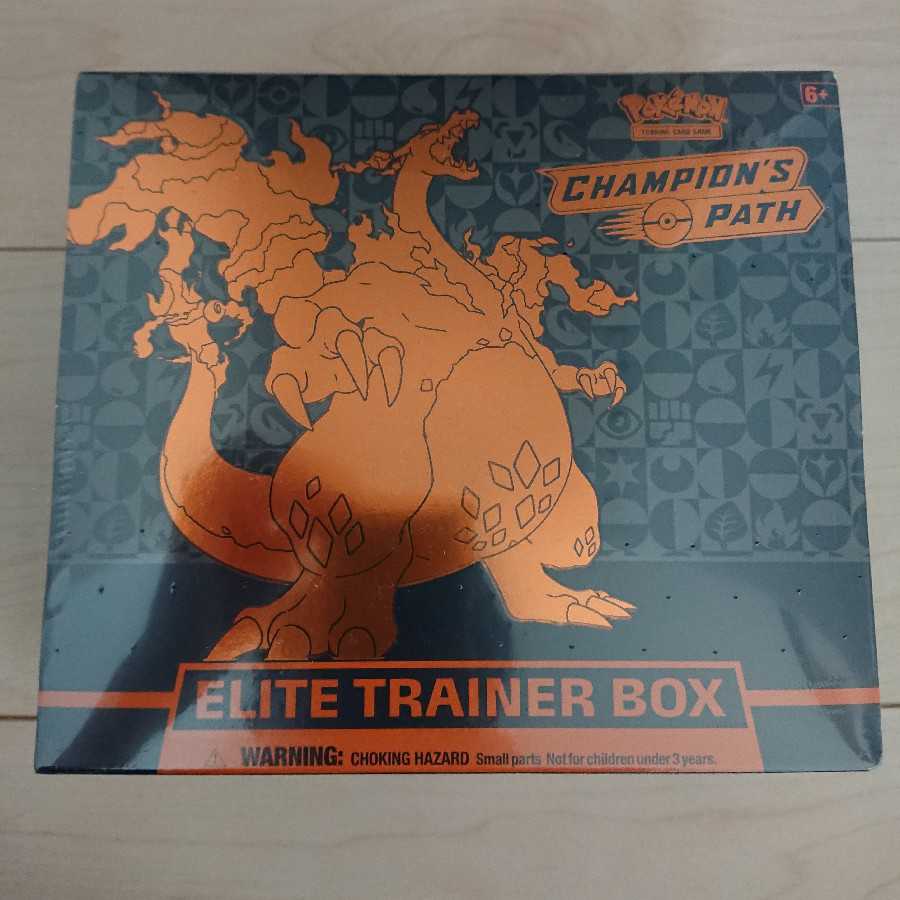 6+
POKÉMON
TRADING CARD GAME
CHAMPION'S
PATH
ELITE TRAINER BOX
WARNING: CHOKING HAZARD Small parts Not for children under 3 years.